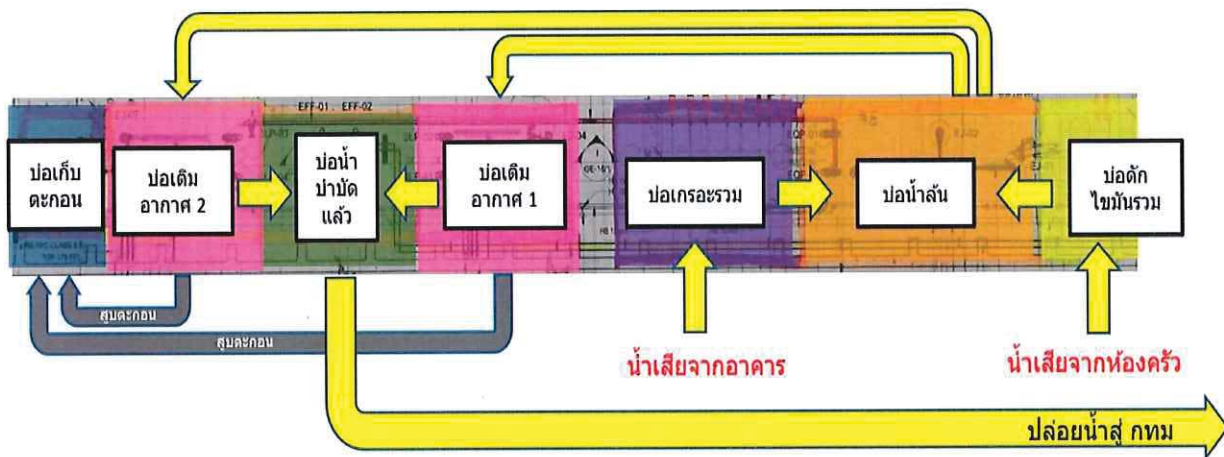 EFF-01 . EFF-02
บ่อเก็บ
ตะกอน
บ่อเติม
อากาศ 2
บ่อน้ำ
บำบัด
แล้ว
บ่อเติม
อากาศ 1
บ่อเกรอะรวม
บ่อน้ำล้น
บ่อดัก
ไขมันรวม
สูบตะกอน
สูบตะกอน
น้ำเสียจากอาคาร
น้ำเสียจากห้องครัว
ปล่อยน้ำสู่ กทม